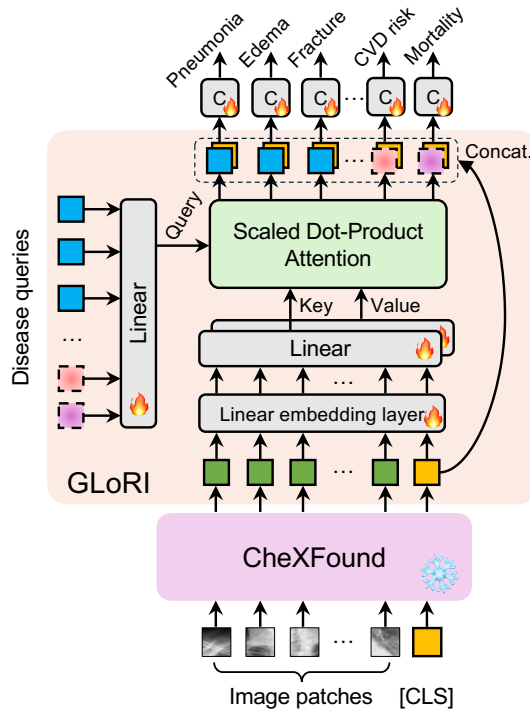 Pneumonia
Edema
Fracture
CVD risk
Mortality
C C C ... C C
Concat.
Disease queries
...
Linear
Query
...
Scaled Dot-Product
Attention
Key
Value
Linear
...
Linear embedding layer
...
GLoRI
CheXFound
...
Image patches
[CLS]